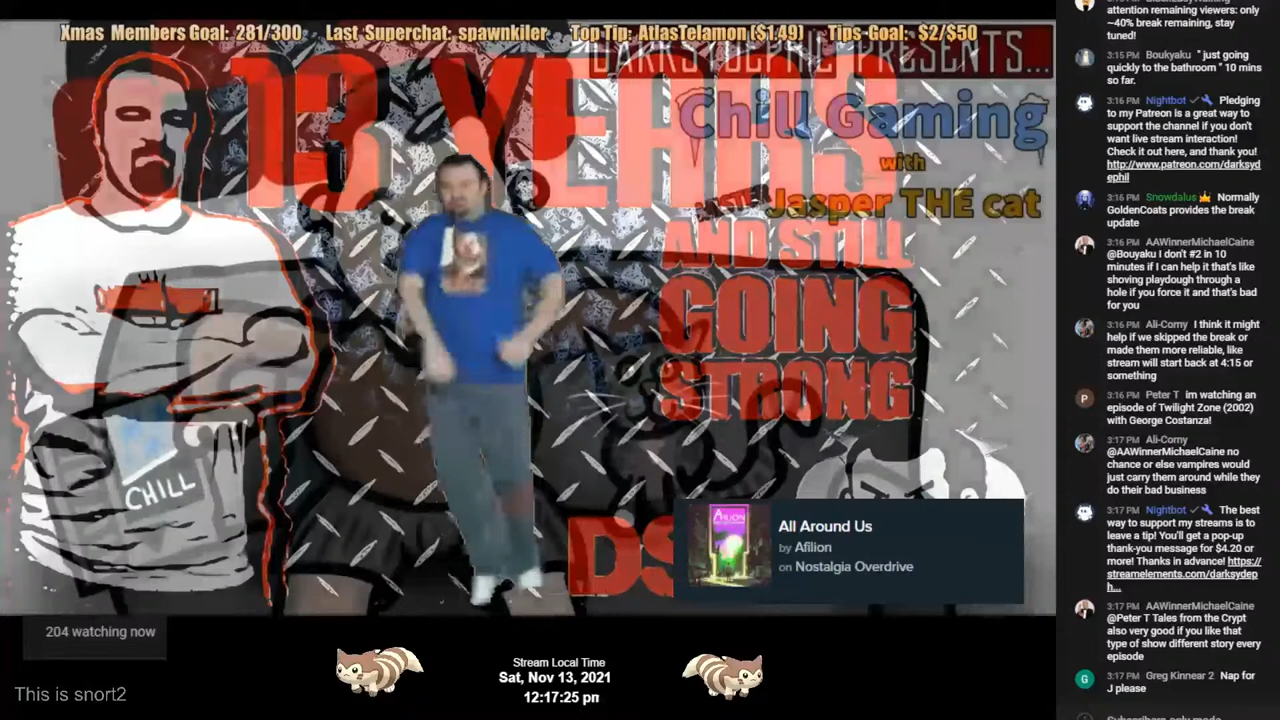 Xmas Members Goal: 281/300 Last Superchat: spawnkiler Top Tip: AtlasTelamon ($1.49) Tips Goal: $2/$50
DARKSYDEPHIL PRESENTS...
13 YEARS
Chill Gaming
with
Jasper THE cat
AND STILL
GOING
STRONG
CHILL
DS
All Around Us
by Afilion
on Nostalgia Overdrive
204 watching now
This is snort2
Stream Local Time
Sat, Nov 13, 2021
12:17:25 pm
attention remaining viewers: only
~40% break remaining, stay
tuned!
3:15 PM Boukyaku " just going
quickly to the bathroom " 10 mins
so far.
3:16 PM Nightbot Pledging
to my Patreon is a great way to
support the channel if you don't
want live stream interaction!
Check it out here, and thank you!
http://www.patreon.com/darksyd
ephil
3:16 PM Snowdalus Normally
GoldenCoats provides the break
update
3:16 PM AAWinnerMichaelCaine
@Bouyaku I don't #2 in 10
minutes if I can help it that's like
shoving playdough through a
hole if you force it and that's bad
for you
3:16 PM Ali-Corny I think it might
help if we skipped the break or
made them more reliable, like
stream will start back at 4:15 or
something
P 3:16 PM Peter T im watching an
episode of Twilight Zone (2002)
with George Costanza!
3:17 PM Ali-Corny
@AAWinnerMichaelCaine no
chance or else vampires would
just carry them around while they
do their bad business
3:17 PM Nightbot The best
way to support my streams is to
leave a tip! You'll get a pop-up
thank-you message for $4.20 or
more! Thanks in advance! https://
streamelements.com/darksydep
h...
3:17 PM AAWinnerMichaelCaine
@Peter T Tales from the Crypt
also very good if you like that
type of show different story every
episode
G 3:17 PM Greg Kinnear 2 Nap for
J please
Subscribers-only mode